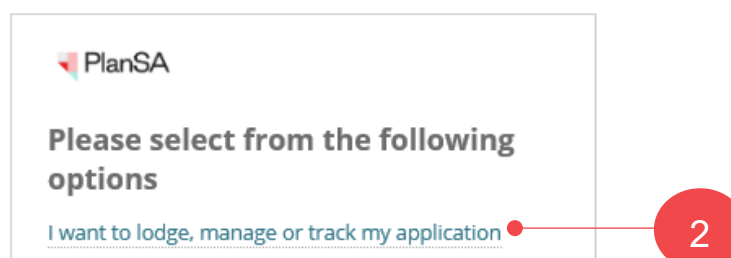 PlanSA
Please select from the following
options
I want to lodge, manage or track my application
2